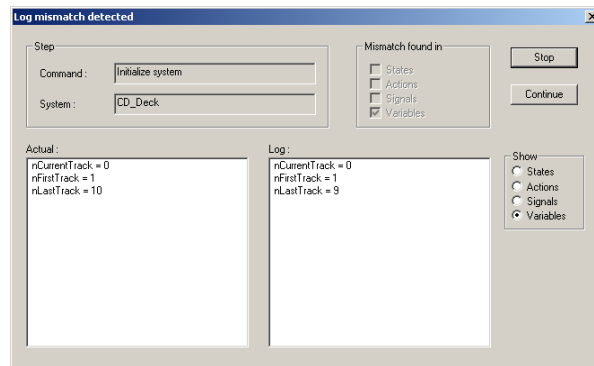 Log mismatch detected
Step
Command :
Initialize system
System :
CD_Deck
Mismatch found in
States
Actions
Signals
Variables
Stop
Continue
Actual :
nCurrentTrack = 0
nFirstTrack = 1
nLastTrack = 10
Log :
nCurrentTrack = 0
nFirstTrack = 1
nLastTrack = 9
Show
States
Actions
Signals
Variables